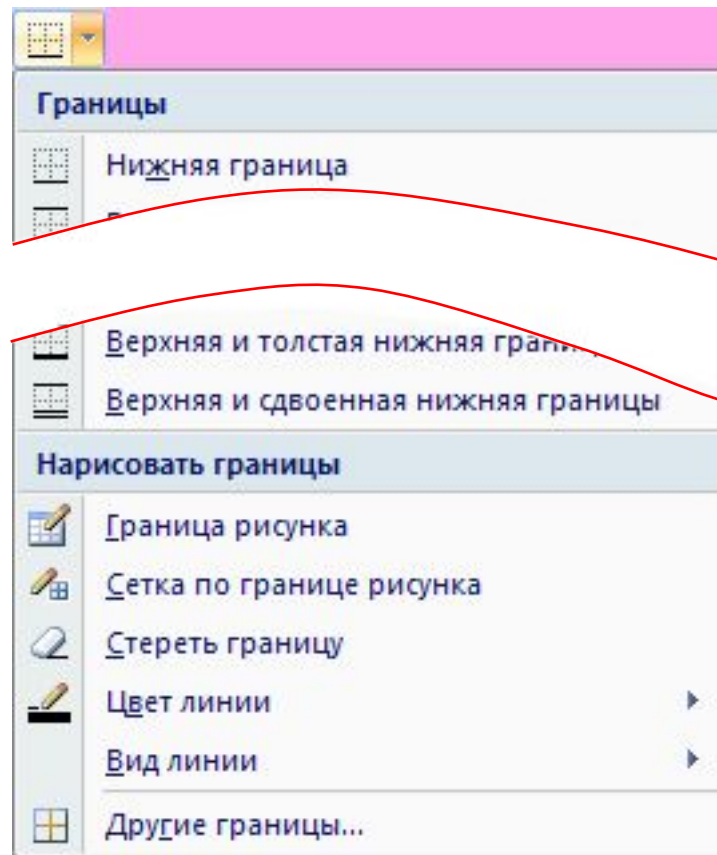 Границы
Нижняя граница
Верхняя и толстая нижняя
Верхняя и сдвоенная нижняя границы
Нарисовать границы
Граница рисунка
Сетка по границе рисунка
Стереть границу
Цвет линии
Вид линии
Другие границы...